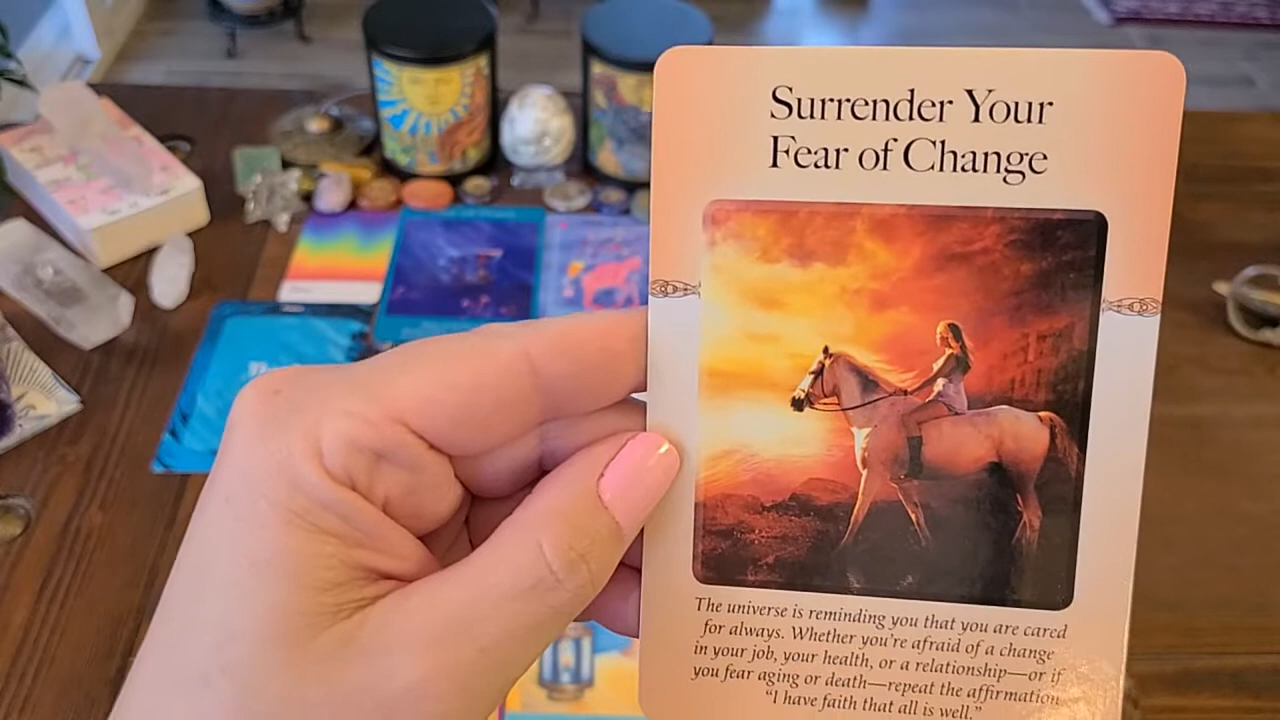 Surrender Your
Fear of Change
The universe is reminding you that you are cared
for always. Whether you're afraid of a change
in your job, your health, or a relationship—or if
you fear aging or death—repeat the affirmation
"I have faith that all is well."